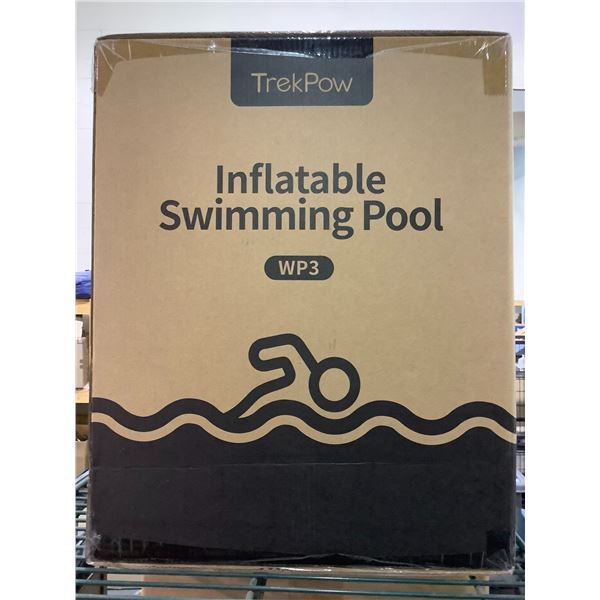 TrekPow
Inflatable
Swimming Pool
WP3